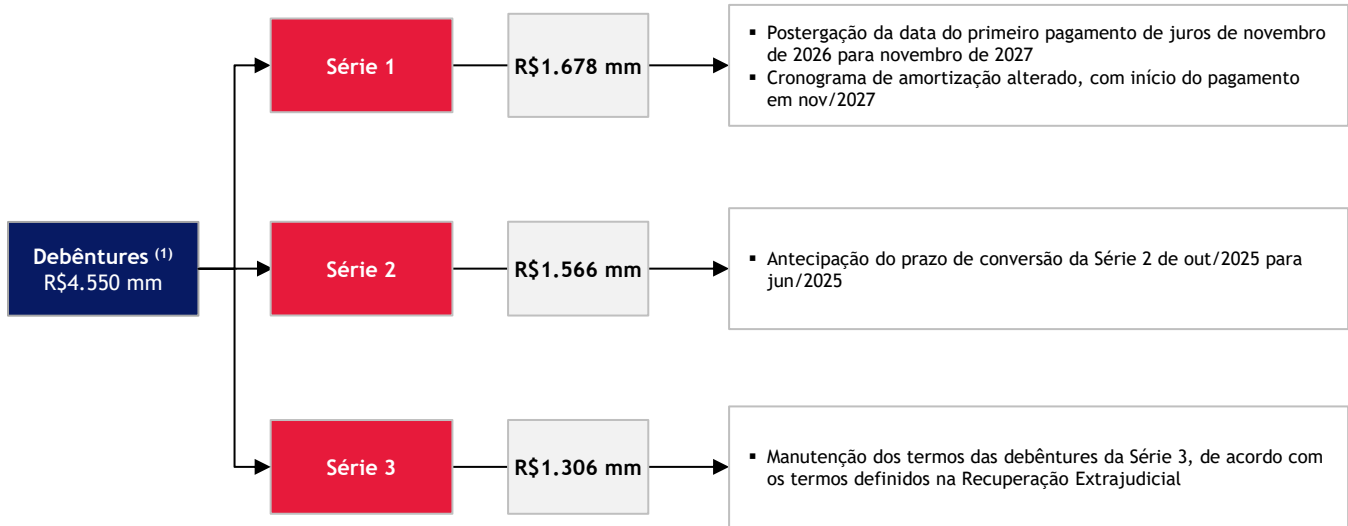 Debêntures (1)
R$4.550 mm
Série 1
R$1.678 mm
▪ Postergação da data do primeiro pagamento de juros de novembro
de 2026 para novembro de 2027
▪ Cronograma de amortização alterado, com início do pagamento
em nov/2027
Série 2
R$1.566 mm
▪ Antecipação do prazo de conversão da Série 2 de out/2025 para
jun/2025
Série 3
R$1.306 mm
▪ Manutenção dos termos das debêntures da Série 3, de acordo com
os termos definidos na Recuperação Extrajudicial